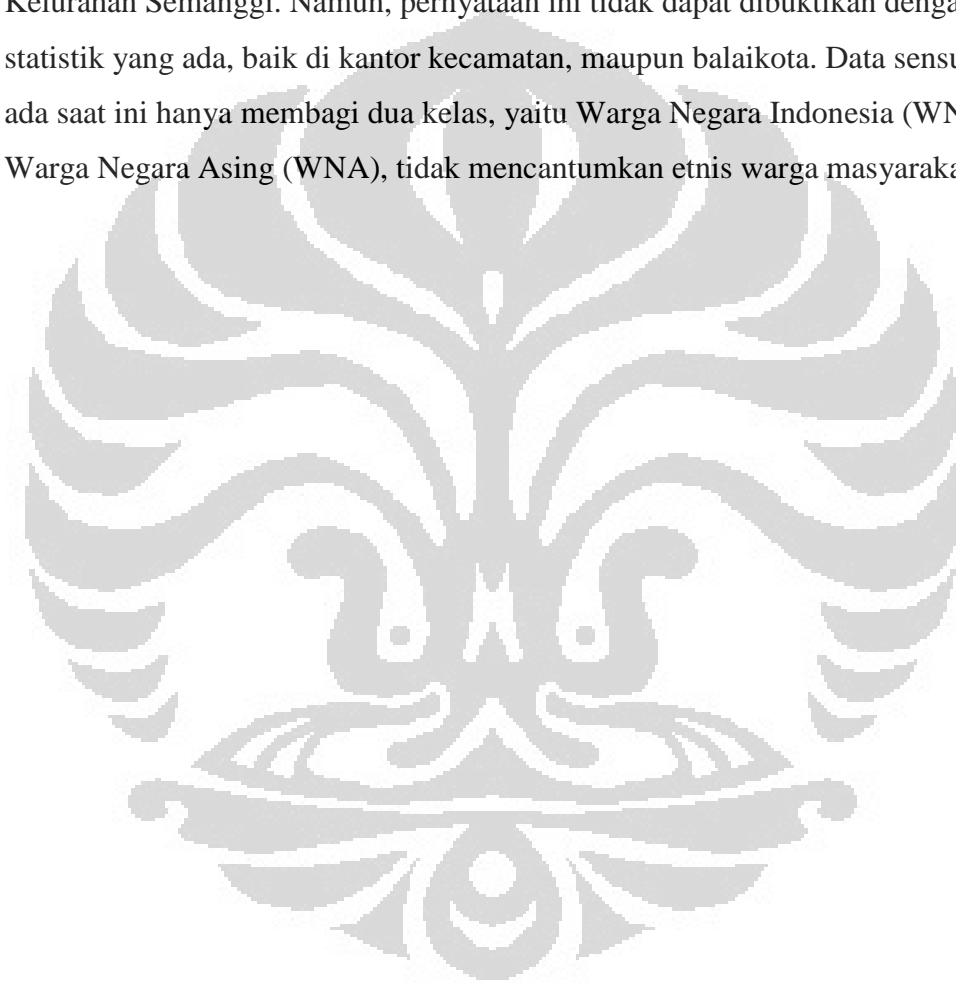 Kelurahan Semanggi. Namun, pernyataan ini tidak dapat dibuktikan denga
statistik yang ada, baik di kantor kecamatan, maupun balaikota. Data sensu
ada saat ini hanya membagi dua kelas, yaitu Warga Negara Indonesia (WN
Warga Negara Asing (WNA), tidak mencantumkan etnis warga masyaraka